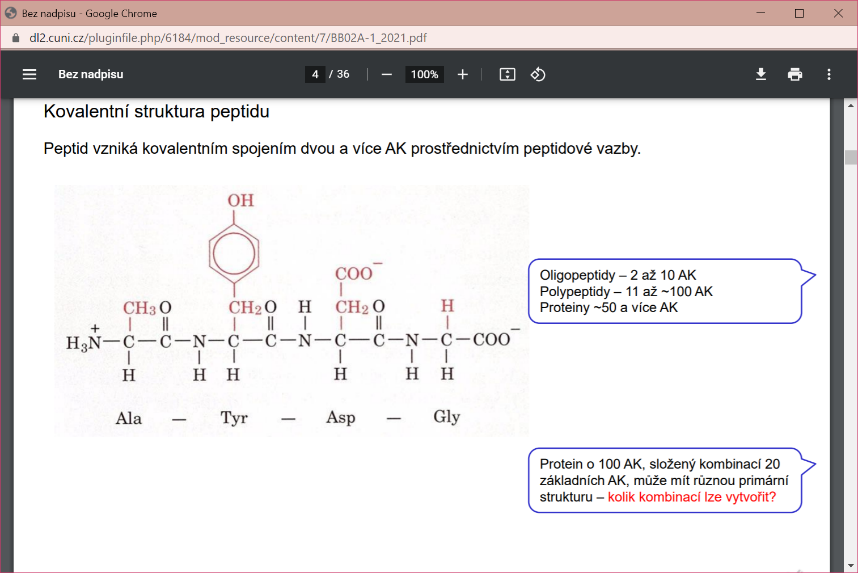 Bez nadpisu - Google Chrome
dl2.cuni.cz/pluginfile.php/6184/mod_resource/content/7/BB02A-1_2021.pdf
Bez nadpisu 4 / 36 100%
Kovalentní struktura peptidu
Peptid vzniká kovalentním spojením dvou a více AK prostřednictvím peptidové vazby.
OH
COO−
CH3 O CH2 O H CH2 O H
H3N+—C—C—N—C—C—N—C—C—N—C—COO−
H H H H H H
Ala — Tyr — Asp — Gly
Oligopeptidy – 2 až 10 AK
Polypeptidy – 11 až ~100 AK
Proteiny ~50 a více AK
Protein o 100 AK, složený kombinací 20
základních AK, může mít různou primární
strukturu – kolik kombinací lze vytvořit?